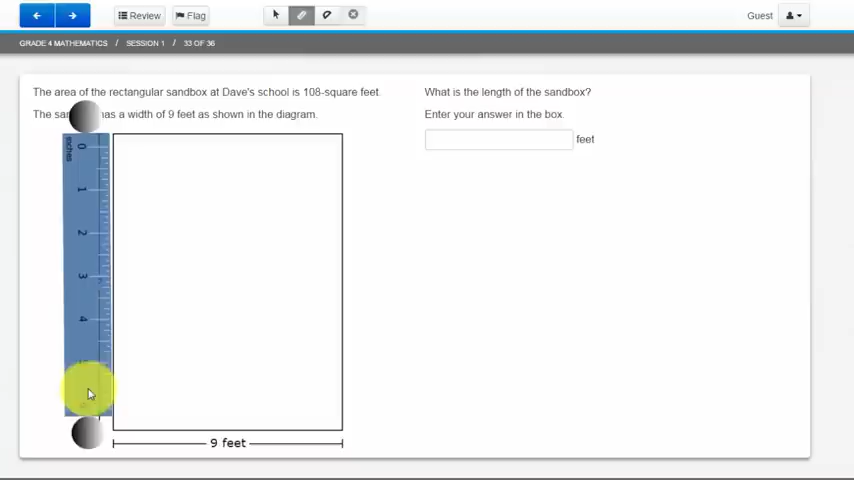 Review
Flag
Guest
GRADE 4 MATHEMATICS / SESSION 1 / 33 OF 36
The area of the rectangular sandbox at Dave's school is 108-square feet.
has a width of 9 feet as shown in the diagram.
What is the length of the sandbox?
Enter your answer in the box.
feet
inches
0
1
2
3
4
9 feet